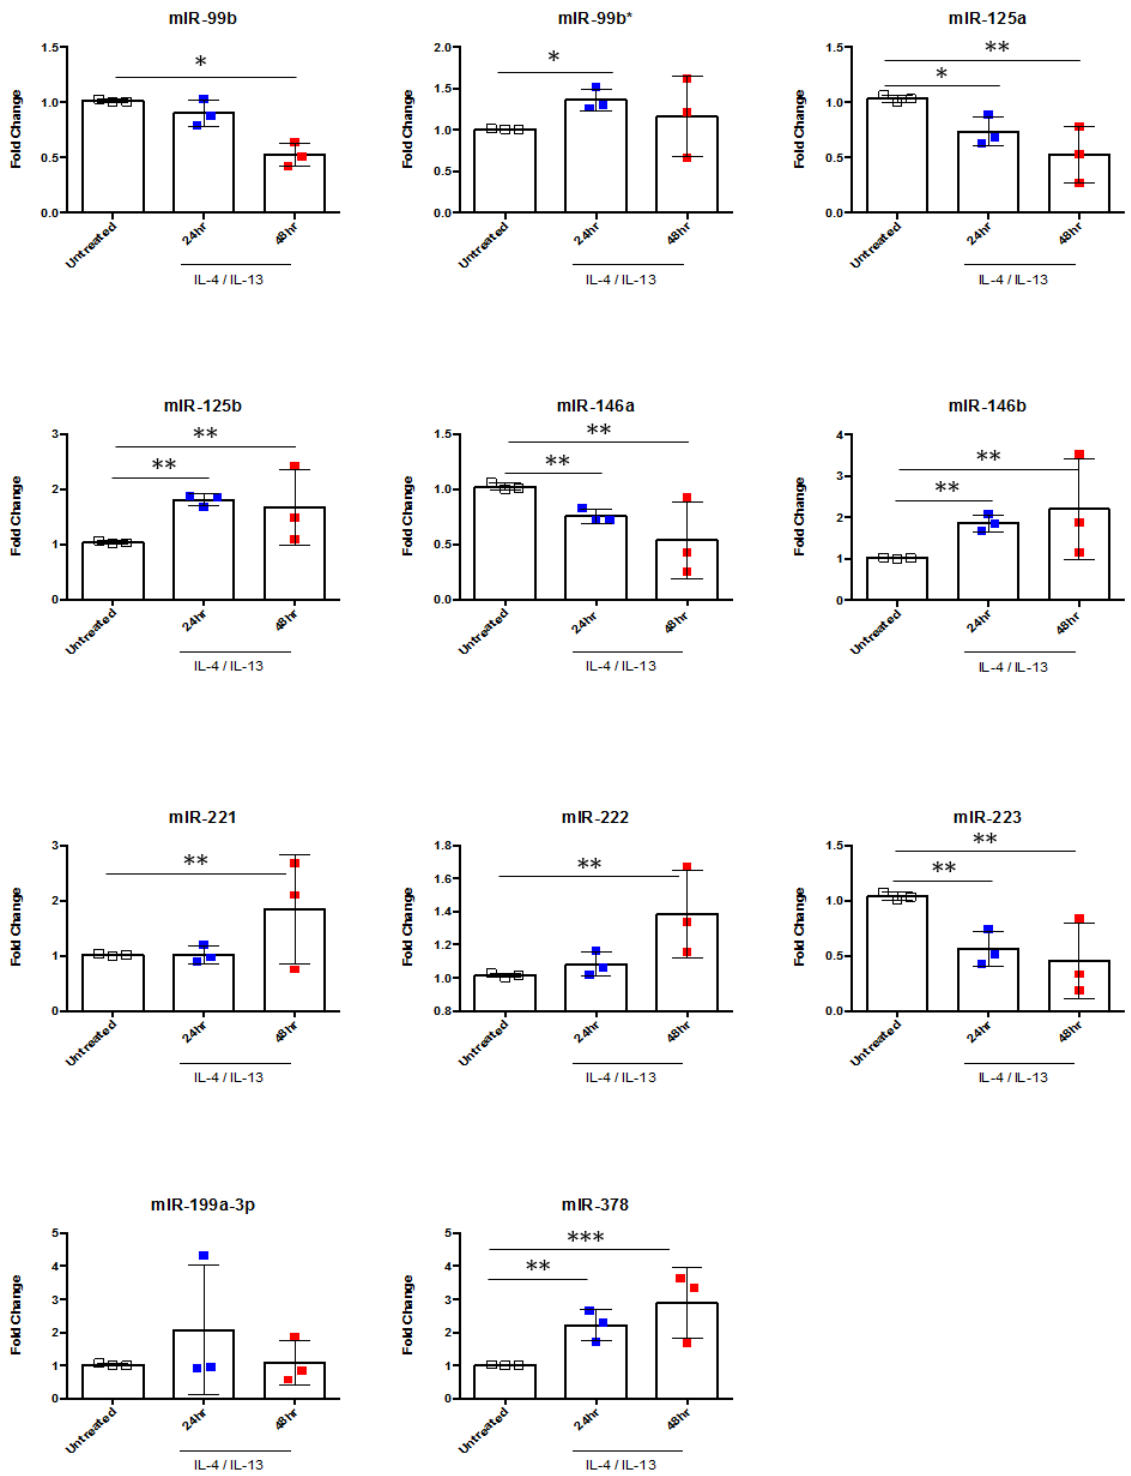 mIR-99b
*
Fold Change
1.5
1.0
0.5
0.0
Untreated
24hr
48hr
IL-4 / IL-13
mIR-99b*
*
Fold Change
2.0
1.5
1.0
0.5
0.0
Untreated
24hr
48hr
IL-4 / IL-13
mIR-125a
**
*
Fold Change
1.5
1.0
0.5
0.0
Untreated
24hr
48hr
IL-4 / IL-13
mIR-125b
**
**
Fold Change
3
2
1
0
Untreated
24hr
48hr
IL-4 / IL-13
mIR-146a
**
**
Fold Change
1.5
1.0
0.5
0.0
Untreated
24hr
48hr
IL-4 / IL-13
mIR-146b
**
**
Fold Change
4
3
2
1
0
Untreated
24hr
48hr
IL-4 / IL-13
mIR-221
**
Fold Change
3
2
1
0
Untreated
24hr
48hr
IL-4 / IL-13
mIR-222
**
Fold Change
1.8
1.6
1.4
1.2
1.0
0.8
Untreated
24hr
48hr
IL-4 / IL-13
mIR-223
**
**
Fold Change
1.5
1.0
0.5
0.0
Untreated
24hr
48hr
IL-4 / IL-13
mIR-199a-3p
Fold Change
5
4
3
2
1
0
Untreated
24hr
48hr
IL-4 / IL-13
mIR-378
***
**
Fold Change
5
4
3
2
1
0
Untreated
24hr
48hr
IL-4 / IL-13